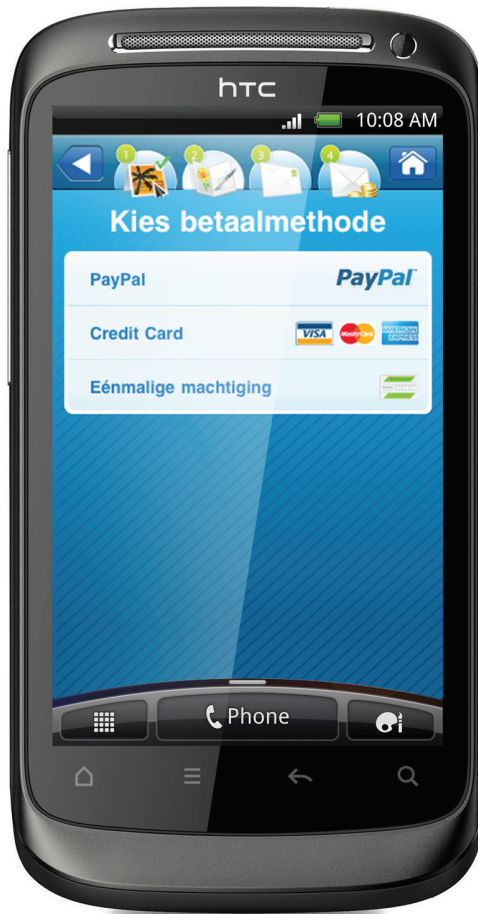 hTC
10:08 AM
1 2 3 4
Kies betaalmethode
PayPal PayPal
Credit Card VISA MasterCard AMERICAN EXPRESS
Eénmalige machtiging
Phone